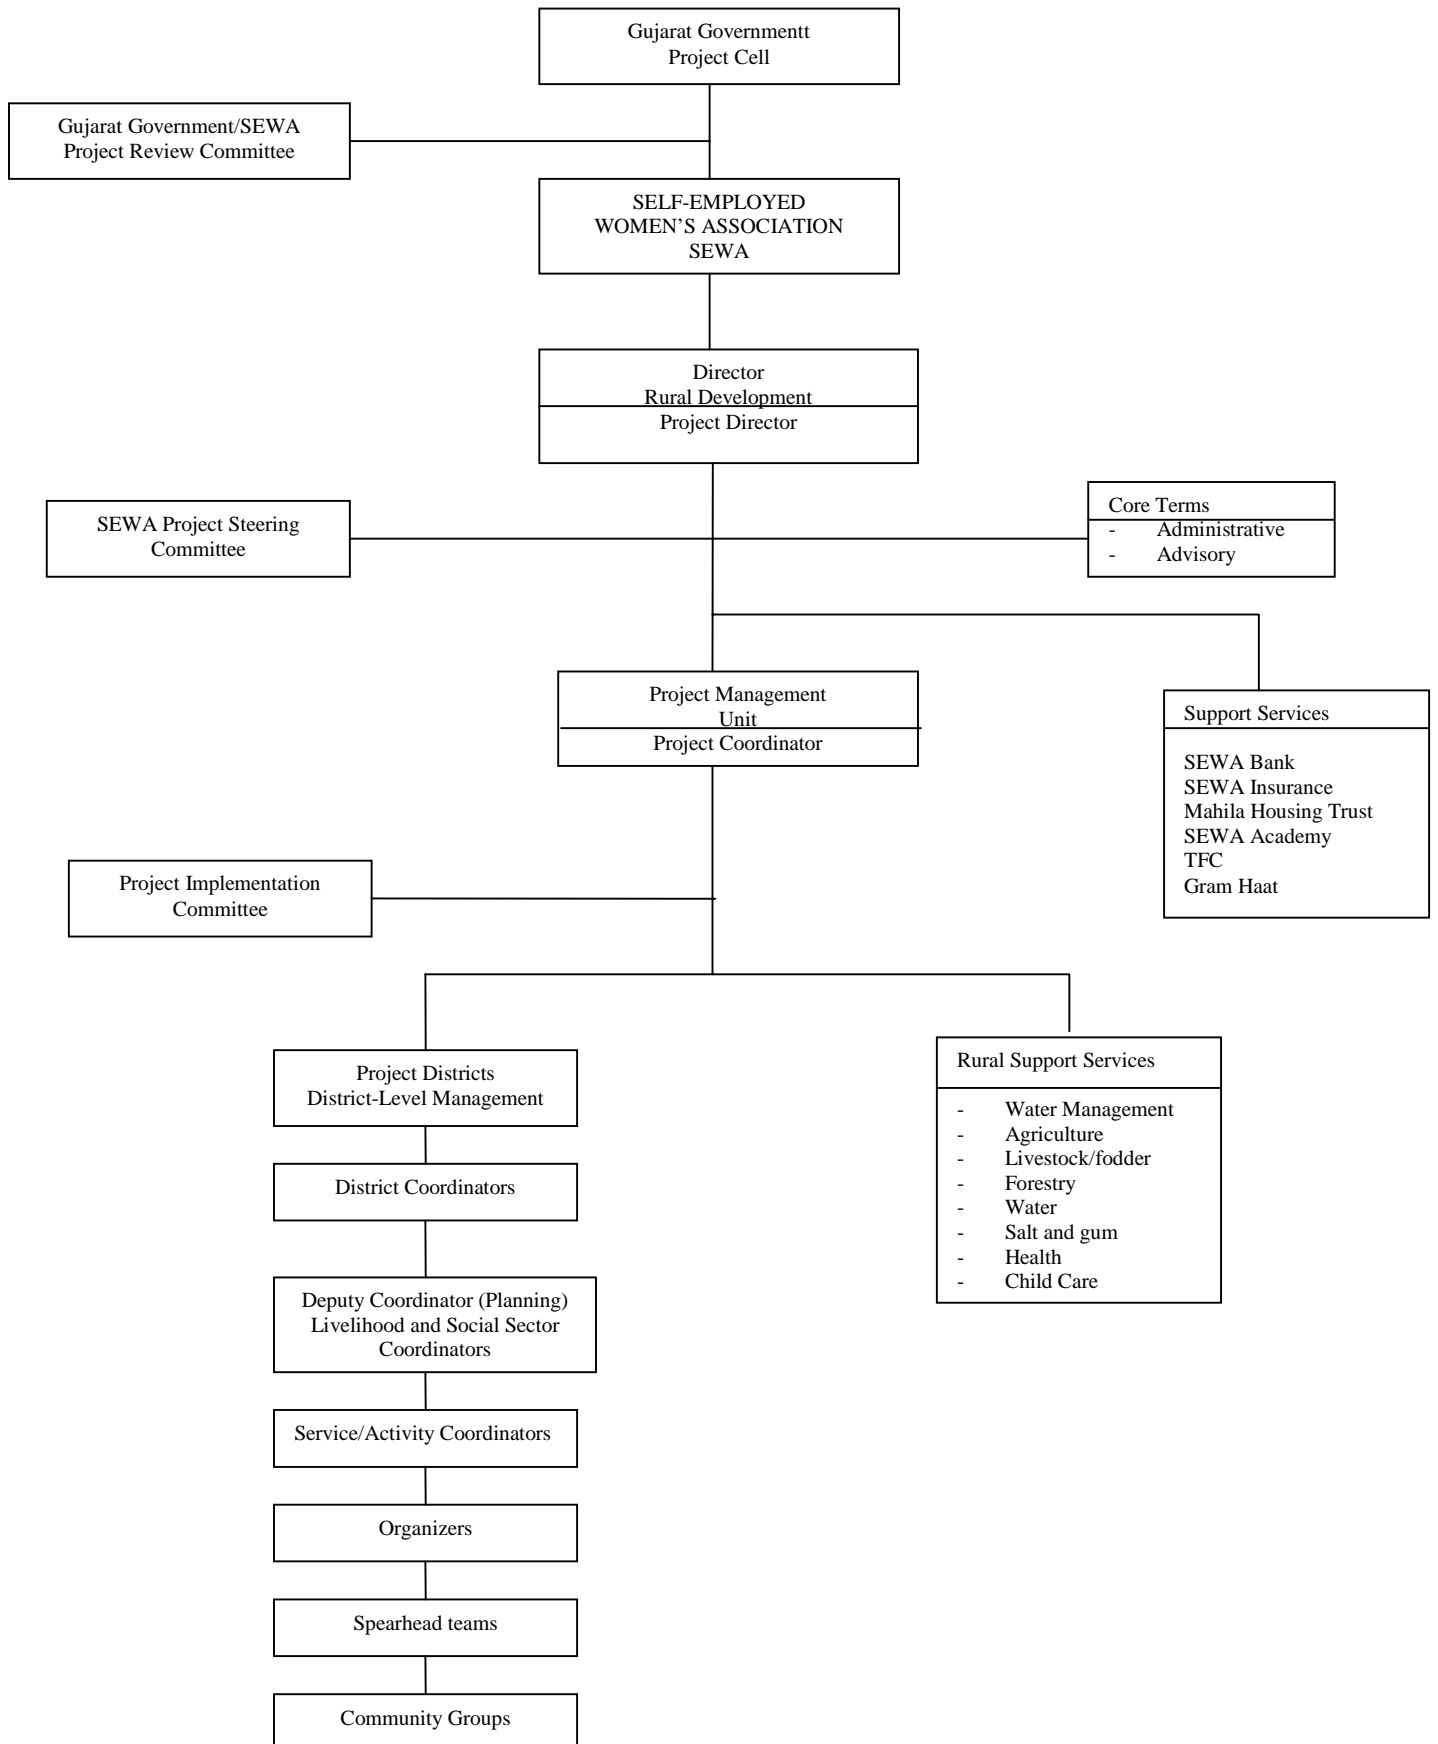 Gujarat Governmentt
Project Cell
Gujarat Government/SEWA
Project Review Committee
SELF-EMPLOYED
WOMEN’S ASSOCIATION
SEWA
Director
Rural Development
Project Director
SEWA Project Steering
Committee
Core Terms
- Administrative
- Advisory
Project Management
Unit
Project Coordinator
Support Services
SEWA Bank
SEWA Insurance
Mahila Housing Trust
SEWA Academy
TFC
Gram Haat
Project Implementation
Committee
Project Districts
District-Level Management
Rural Support Services
- Water Management
- Agriculture
- Livestock/fodder
- Forestry
- Water
- Salt and gum
- Health
- Child Care
District Coordinators
Deputy Coordinator (Planning)
Livelihood and Social Sector
Coordinators
Service/Activity Coordinators
Organizers
Spearhead teams
Community Groups